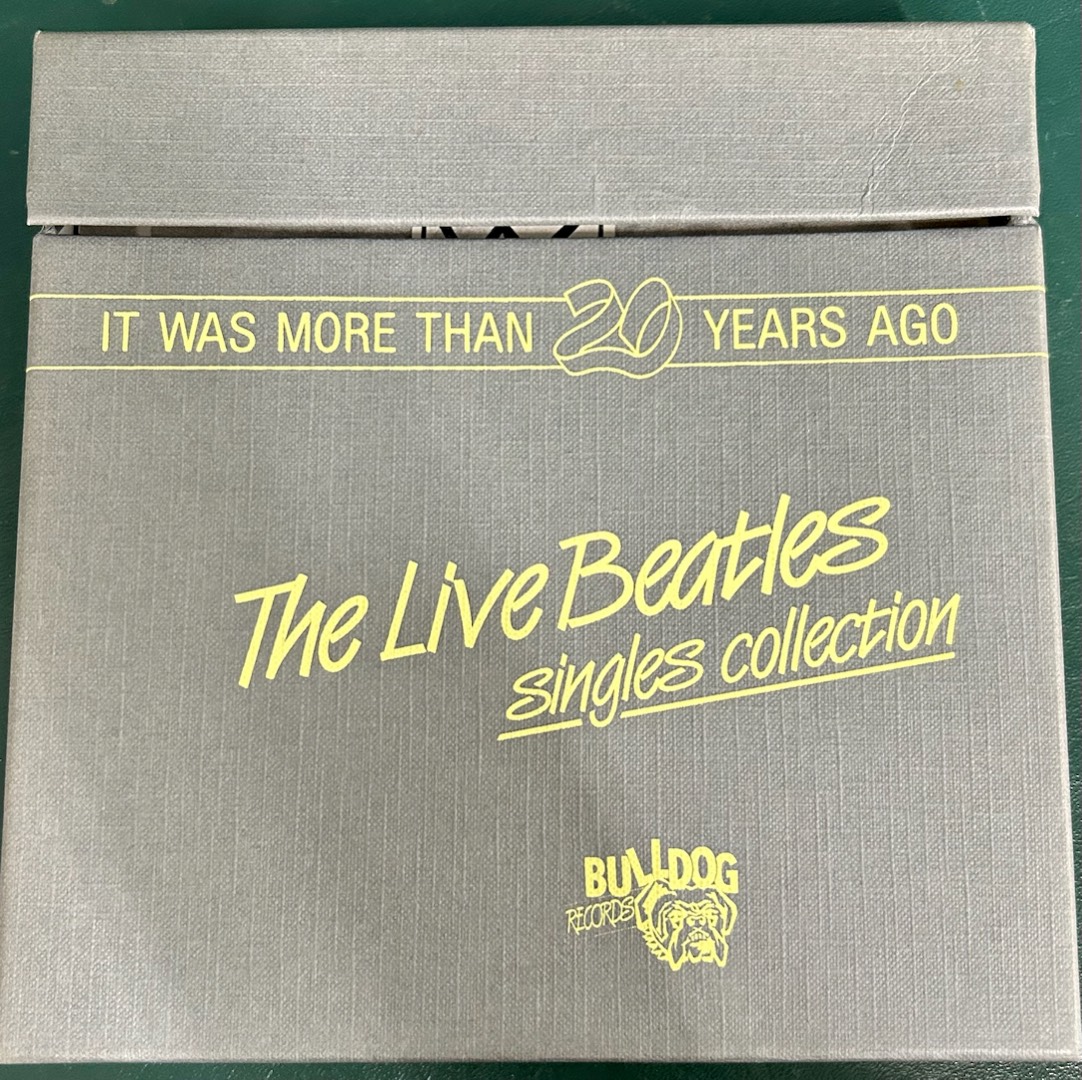 IT WAS MORE THAN 20 YEARS AGO
The Live Beatles
singles collection
BULLDOG
RECORDS